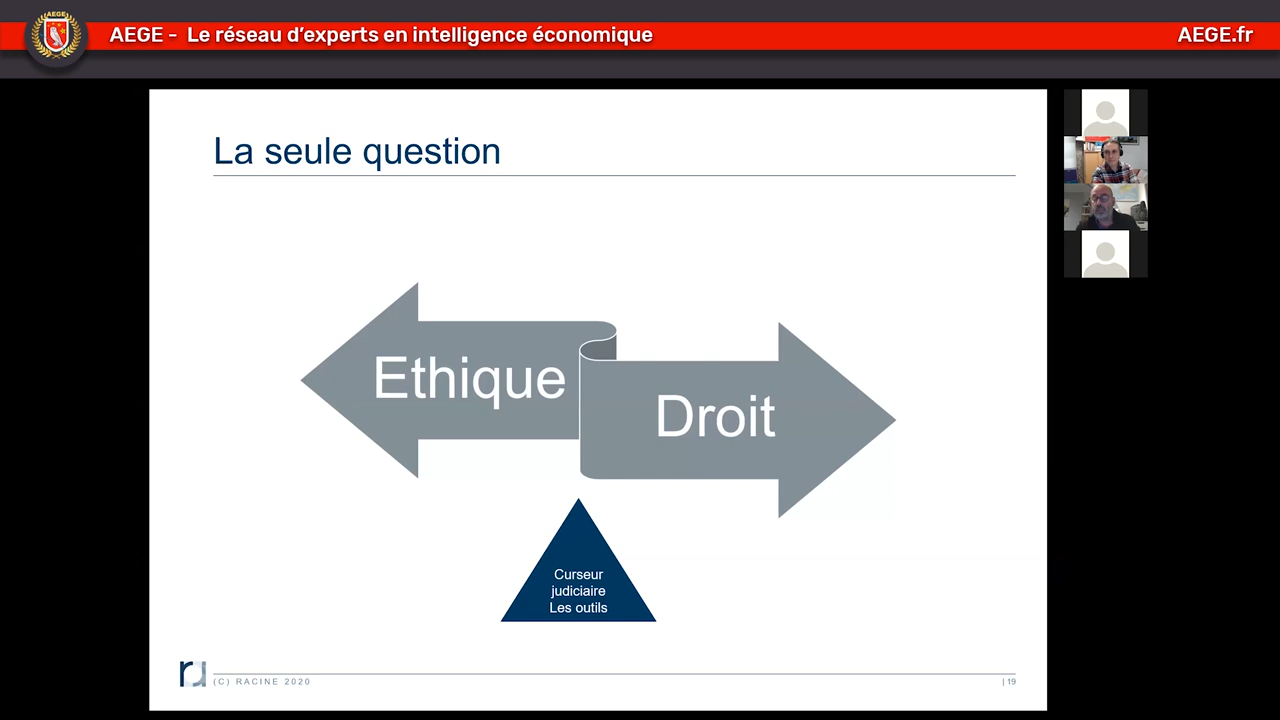 AEGE
AEGE - Le réseau d'experts en intelligence économique
AEGE.fr
La seule question
Ethique
Droit
Curseur
judiciaire
Les outils
(C) RACINE 2020
| 19